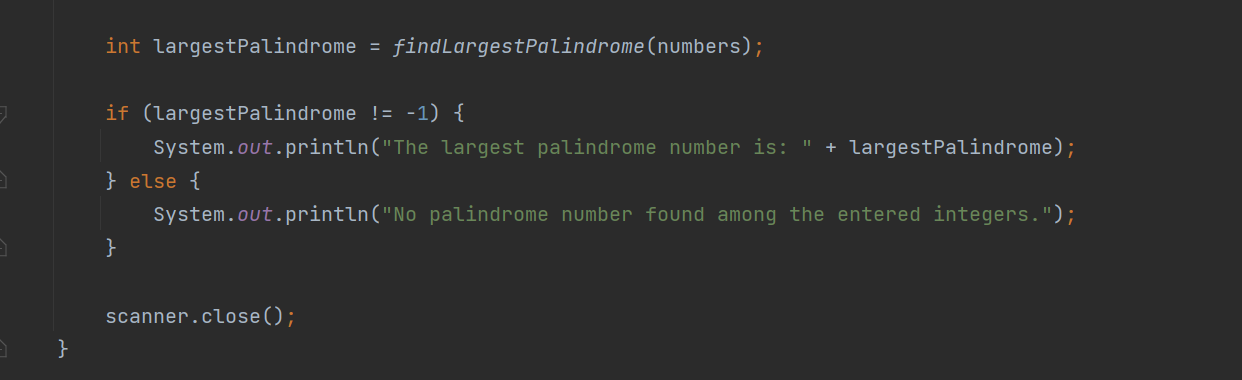 int largestPalindrome = findLargestPalindrome(numbers);
if (largestPalindrome != -1) {
System.out.println("The largest palindrome number is: " + largestPalindrome);
} else {
System.out.println("No palindrome number found among the entered integers.");
}
scanner.close();
}